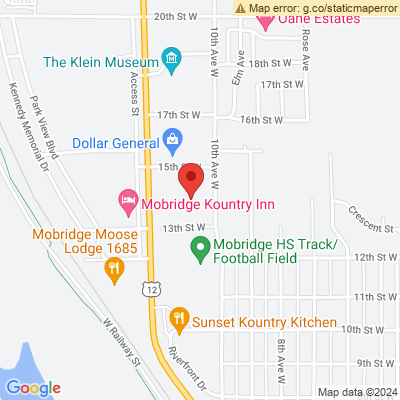 Map error: g.co/staticmaperror
20th St W
Oahe Estates
Rose Ave
10th Ave W
The Klein Museum
Elm Ave
18th St W
Access St
Kennedy Memorial Dr
Park View Blvd
17th St W
16th St W
Dollar General
10th Ave W
15th St W
Mobridge Kountry Inn
Crescent St
13th St W
Mobridge Moose
Lodge 1685
Mobridge HS Track/
Football Field
12th St W
12
11th St W
W Railway St
Sunset Kountry Kitchen
10th St W
8th Ave W
Riverfront Dr
9th St W
Google
Map data ©2024